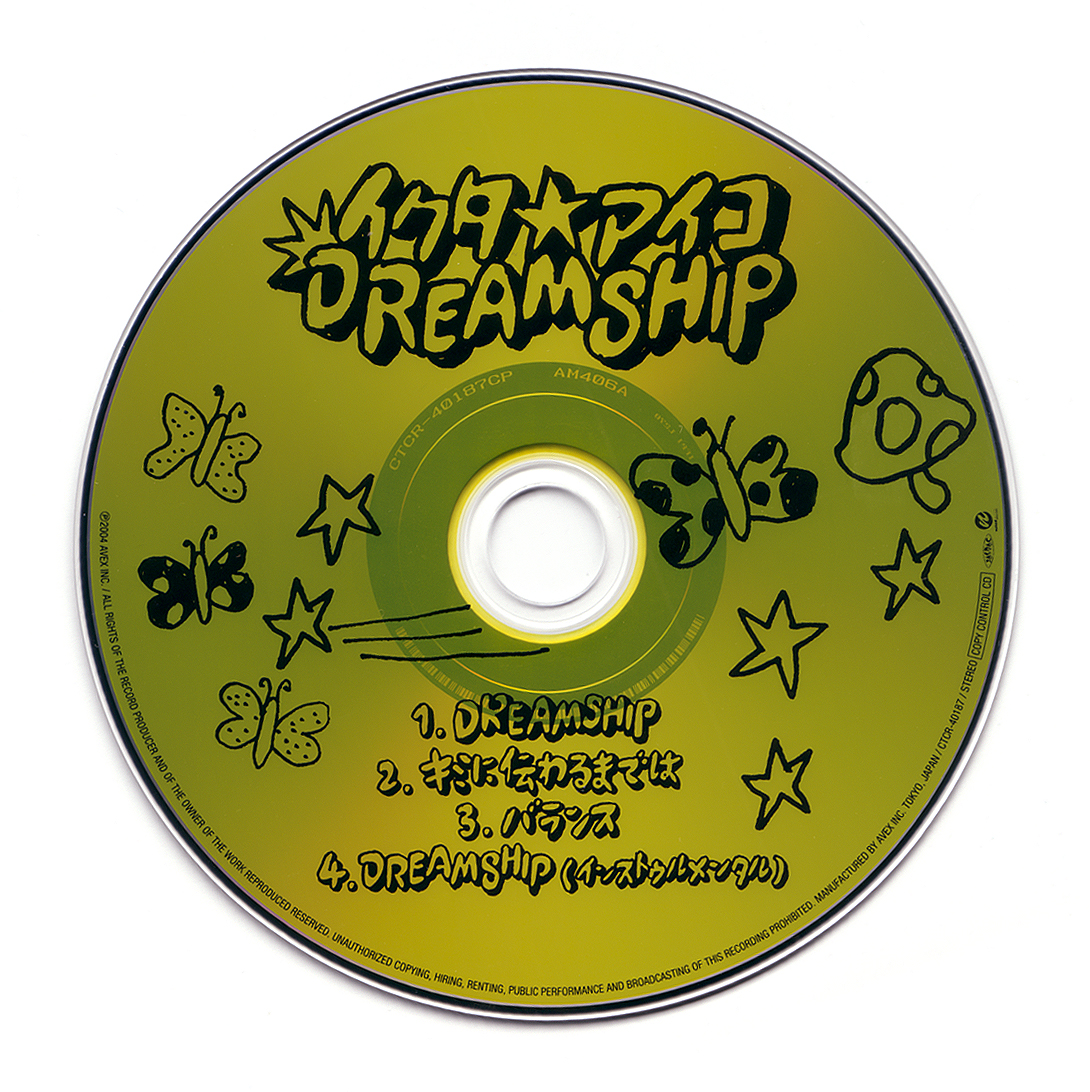 イクタ★アイコ
DREAMSHIP
CTCR-40187CP AM406A
1. DREAMSHIP
2. キミに伝わるまでは
3. バランス
4. DREAMSHIP (インストゥルメンタル)
℗2004 AVEX INC. / ALL RIGHTS OF THE RECORD PRODUCER AND OF THE OWNER OF THE WORK REPRODUCED RESERVED. UNAUTHORIZED COPYING, HIRING, RENTING, PUBLIC PERFORMANCE AND BROADCASTING OF THIS RECORDING PROHIBITED. MANUFACTURED BY AVEX INC. TOKYO, JAPAN / CTCR-40187 / STEREO COPY CONTROL CD